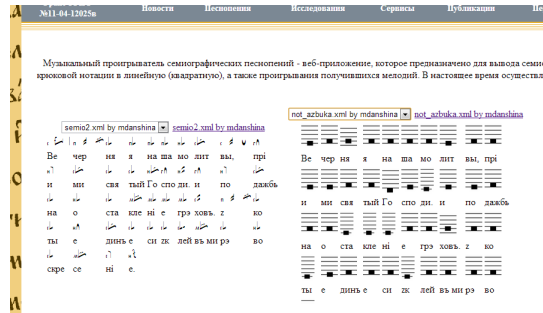 №11-04-12025в
Новости Песнопения Исследования Сервисы Публикации
Музыкальный проигрыватель семиографических песнопений - веб-приложение, которое предназначено для вывода
крюковой нотации в линейную (квадратную), а также проигрывания получившихся мелодий. В настоящее время
semio2.xml by mdanshina semio2.xml by mdanshina
Ве чер ня я на ша мо лит вы, прі
и ми свя тый Го спо ди. и по дажбь
на о ста кле ні е грэ ховъ. z ко
ты е динъ е си zк лей въ ми рэ во
скре се ні е.
not_azbuka.xml by mdanshina not_azbuka.xml by mdanshina
Ве чер ня я на ша мо лит вы, прі
и ми свя тый Го спо ди. и по дажбь
на о ста кле ні е грэ ховъ. z ко
ты е динъ е си zк лей въ ми рэ во